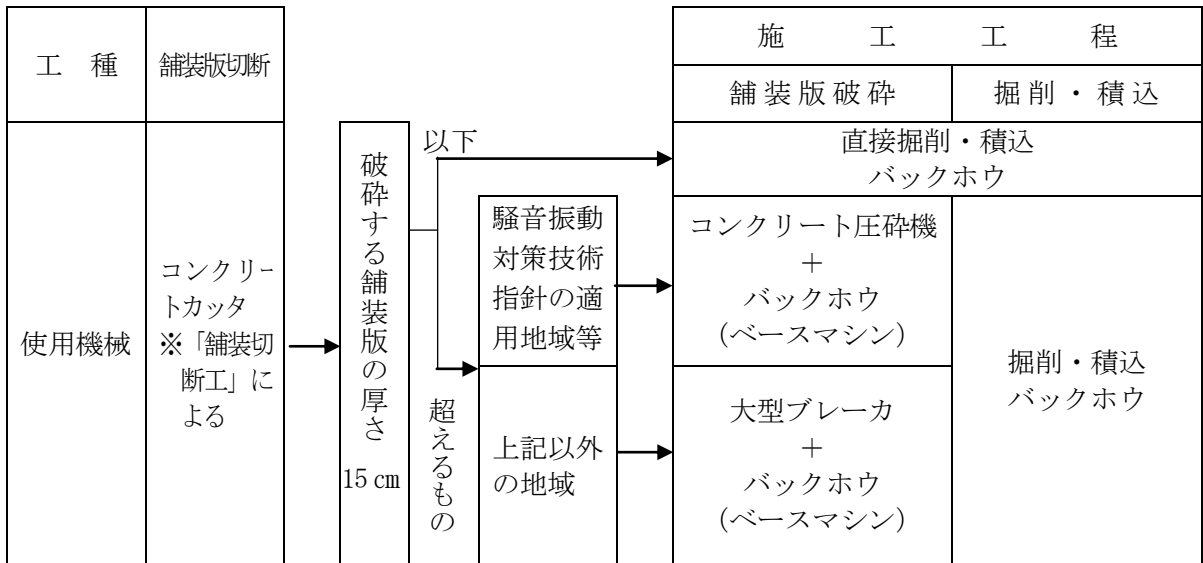 工種
舗装版切断
施工工程
舗装版破砕
掘削・積込
使用機械
コンクリー
トカッタ
※「舗装切
断工」に
よる
破砕する舗装版の厚さ
15㎝
以下
超えるもの
直接掘削・積込
バックホウ
騒音振動
対策技術
指針の適
用地域等
コンクリート圧砕機
＋
バックホウ
(ベースマシン)
上記以外
の地域
大型ブレーカ
＋
バックホウ
(ベースマシン)
掘削・積込
バックホウ